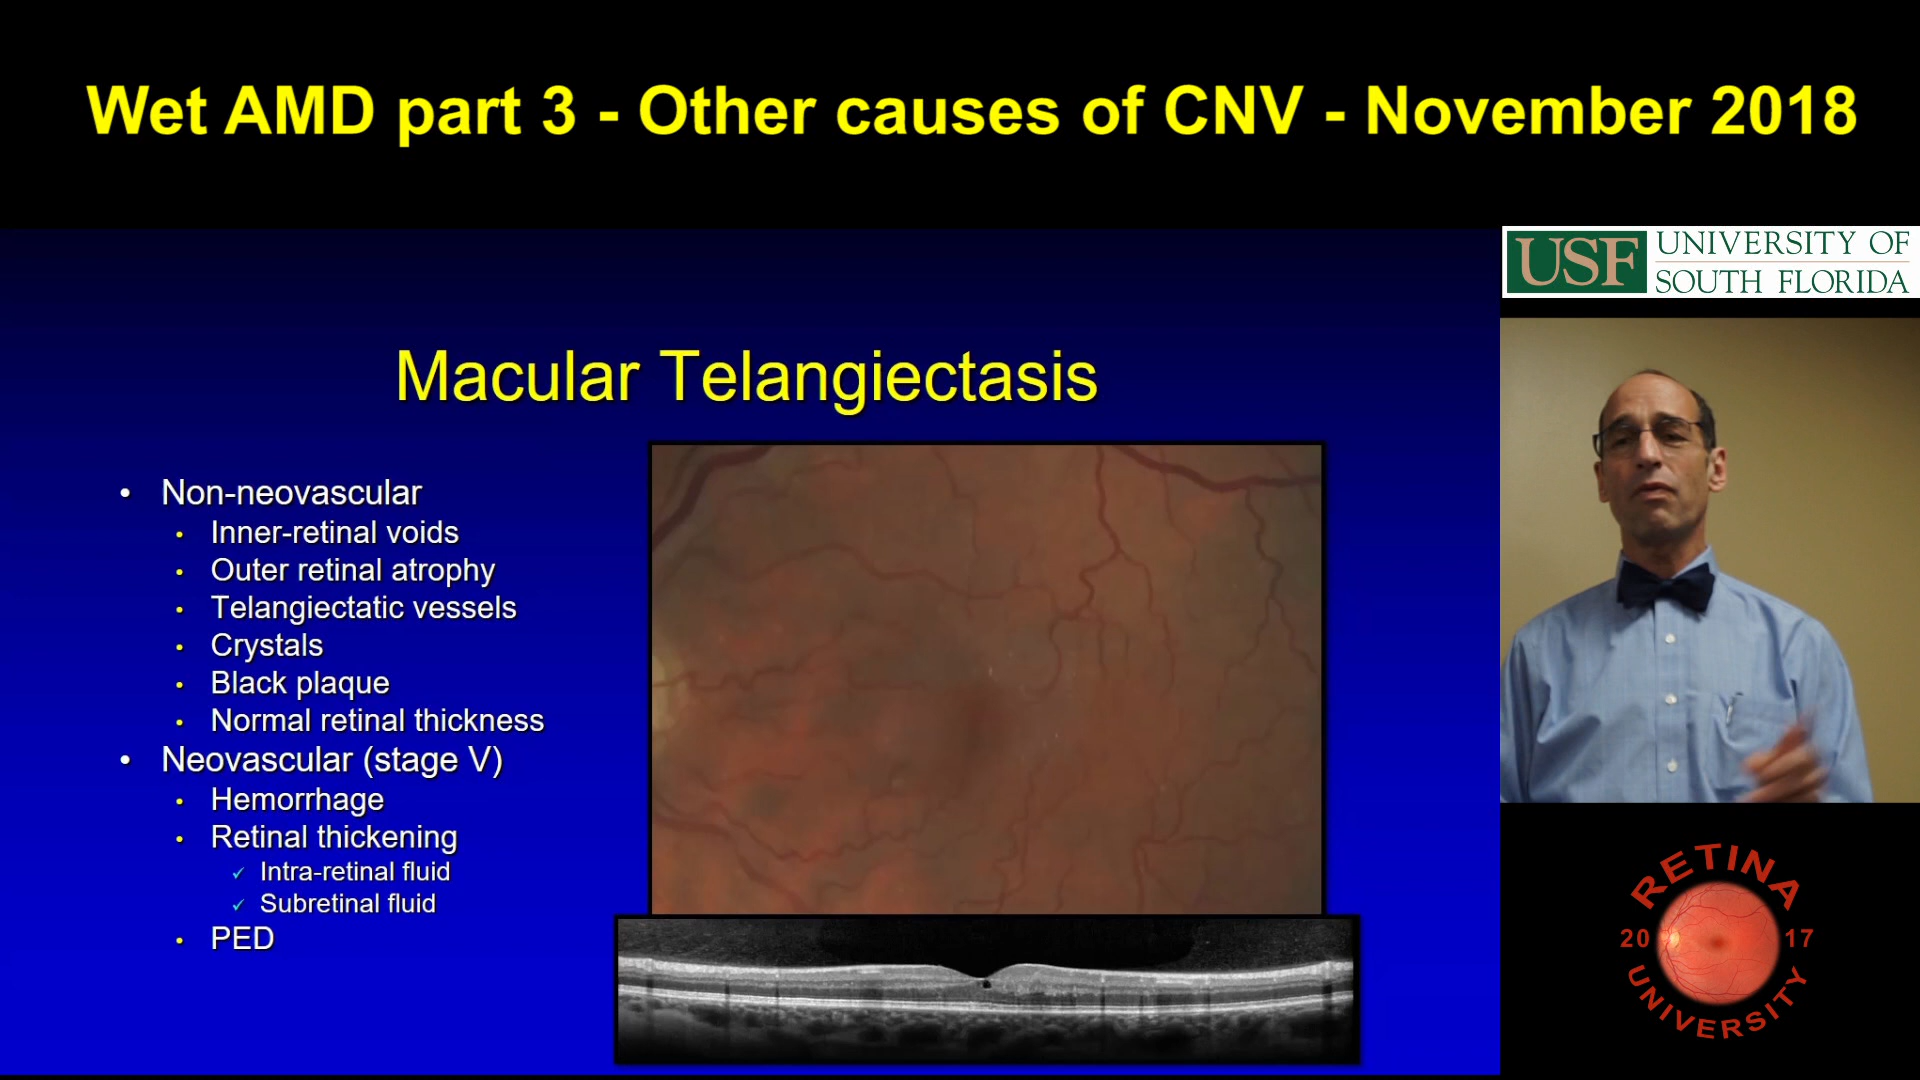 Wet AMD part 3 - Other causes of CNV - November 2018
USF UNIVERSITY OF
SOUTH FLORIDA
Macular Telangiectasis
• Non-neovascular
• Inner-retinal voids
• Outer retinal atrophy
• Telangiectatic vessels
• Crystals
• Black plaque
• Normal retinal thickness
• Neovascular (stage V)
• Hemorrhage
• Retinal thickening
✓ Intra-retinal fluid
✓ Subretinal fluid
• PED
RETINA
20 17
UNIVERSITY